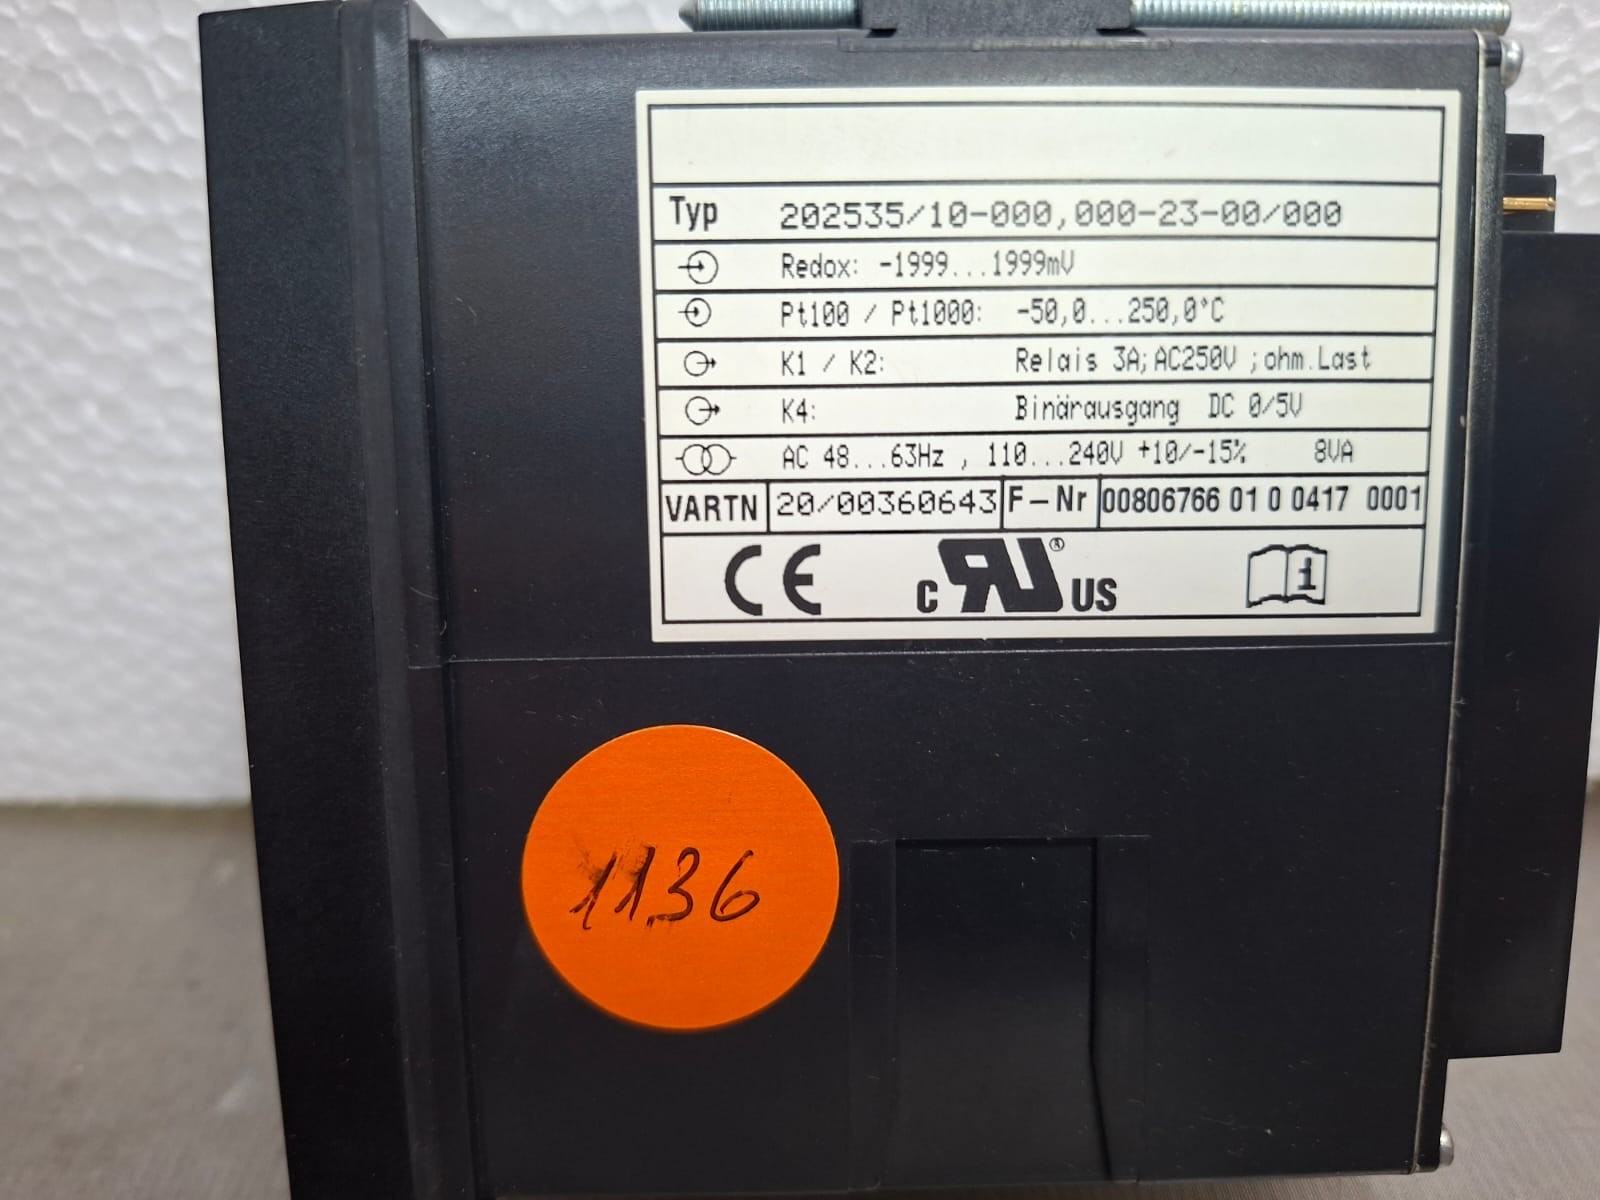 Typ 202535/10-000,000-23-00/000
Redox: -1999...1999mV
Pt100 / Pt1000: -50,0...250,0°C
K1 / K2: Relais 3A; AC250V ; ohm.Last
K4: Binärausgang DC 0/5V
AC 48...63Hz , 110...240V +10/-15% 8VA
VARTN 20/00360643 F-Nr 00806766 01 0 0417 0001
CE c RU® US i
1136